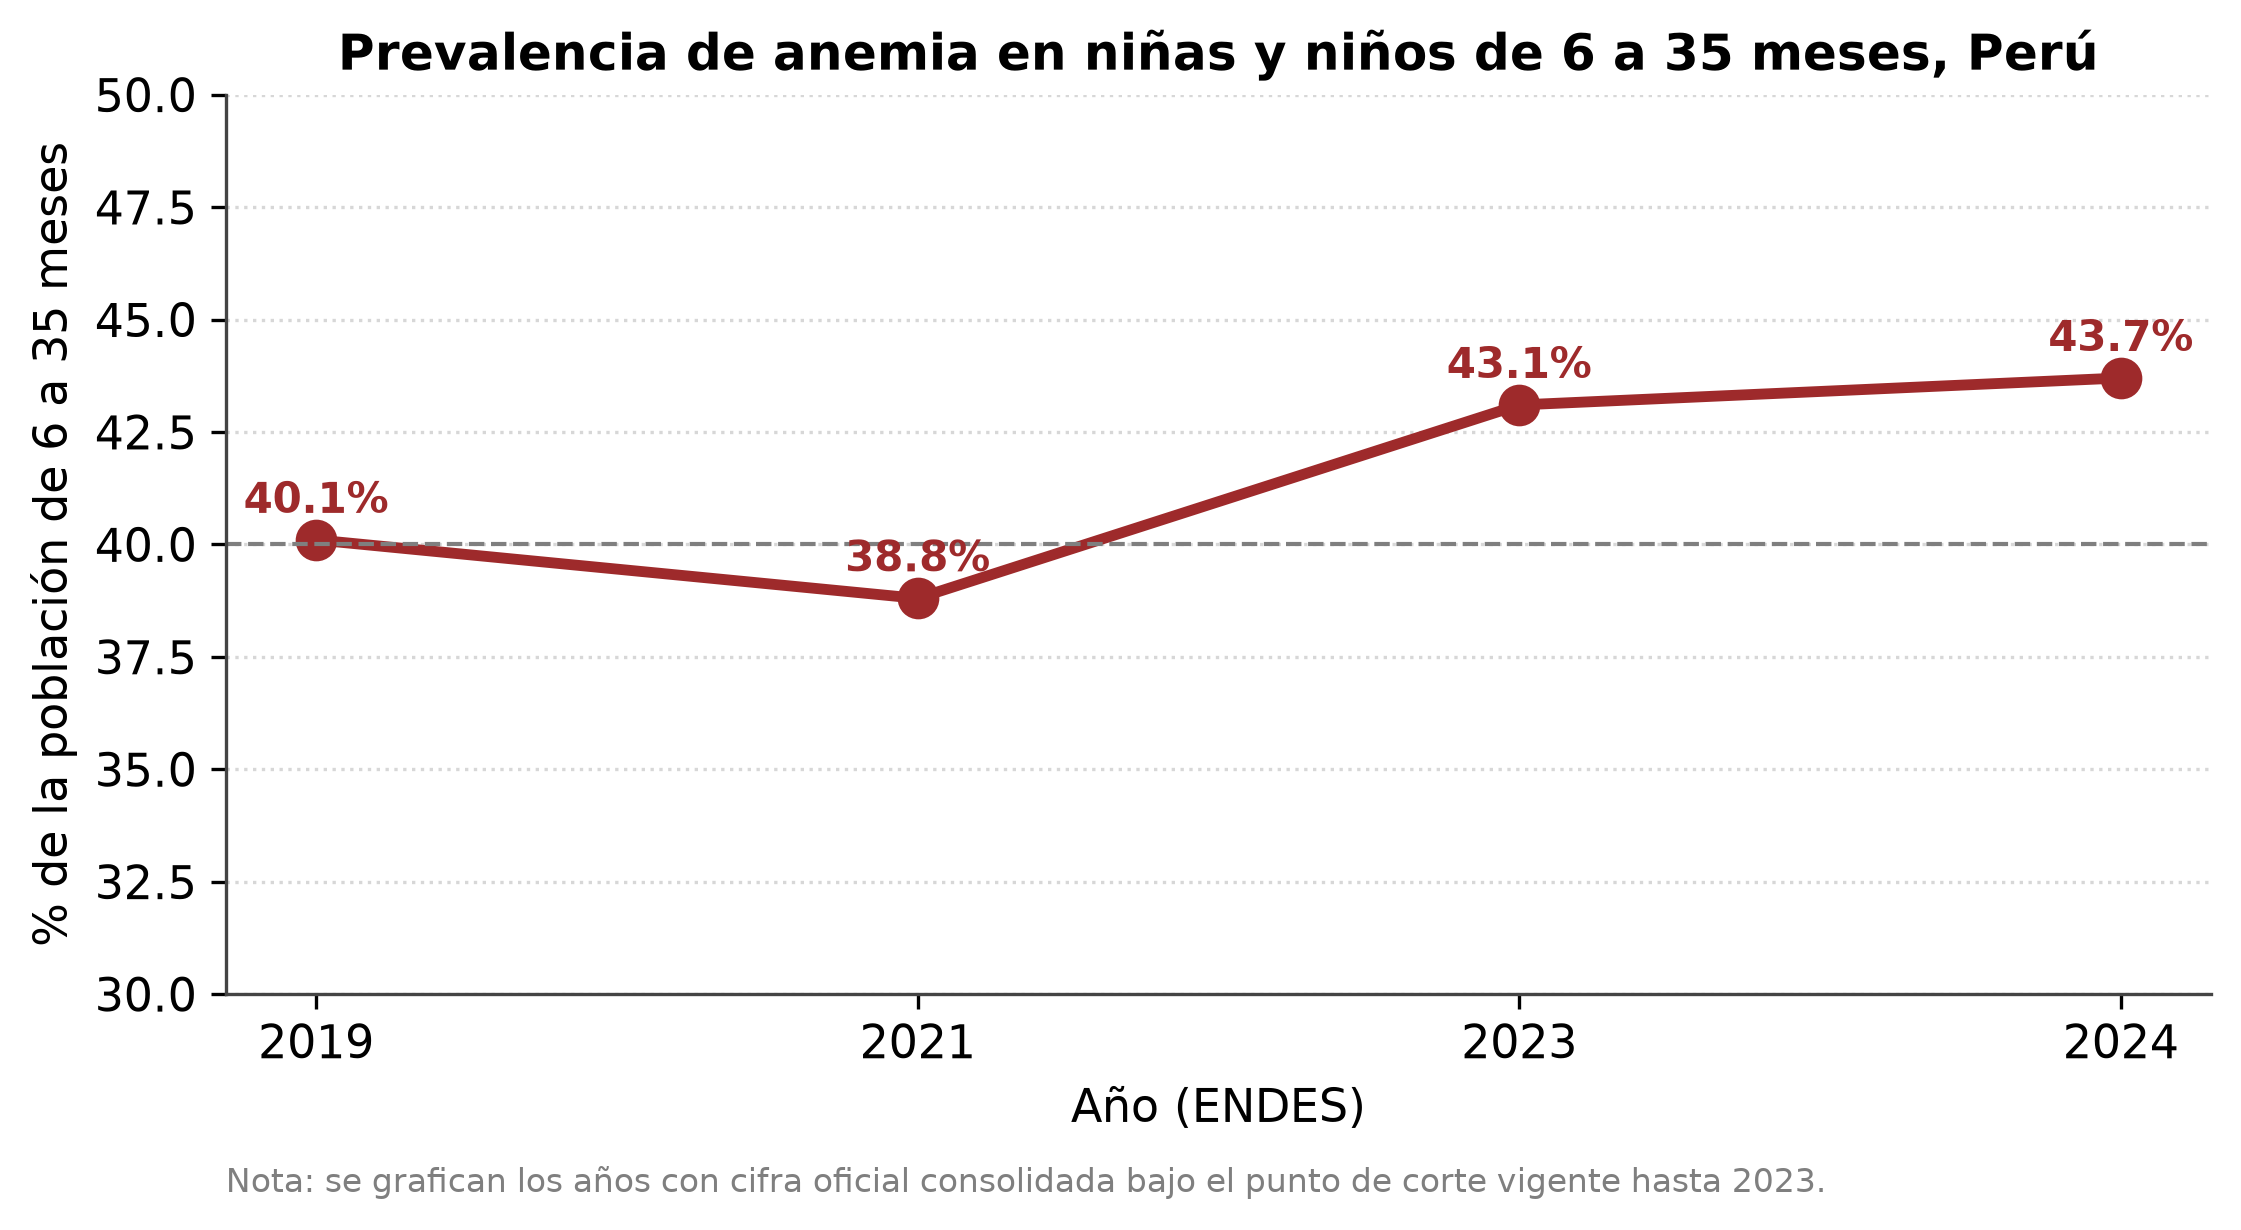 Prevalencia de anemia en niñas y niños de 6 a 35 meses, Perú
% de la población de 6 a 35 meses
50.0
47.5
45.0
42.5
40.0
37.5
35.0
32.5
30.0
40.1%
38.8%
43.1%
43.7%
2019 2021 2023 2024
Año (ENDES)
Nota: se grafican los años con cifra oficial consolidada bajo el punto de corte vigente hasta 2023.